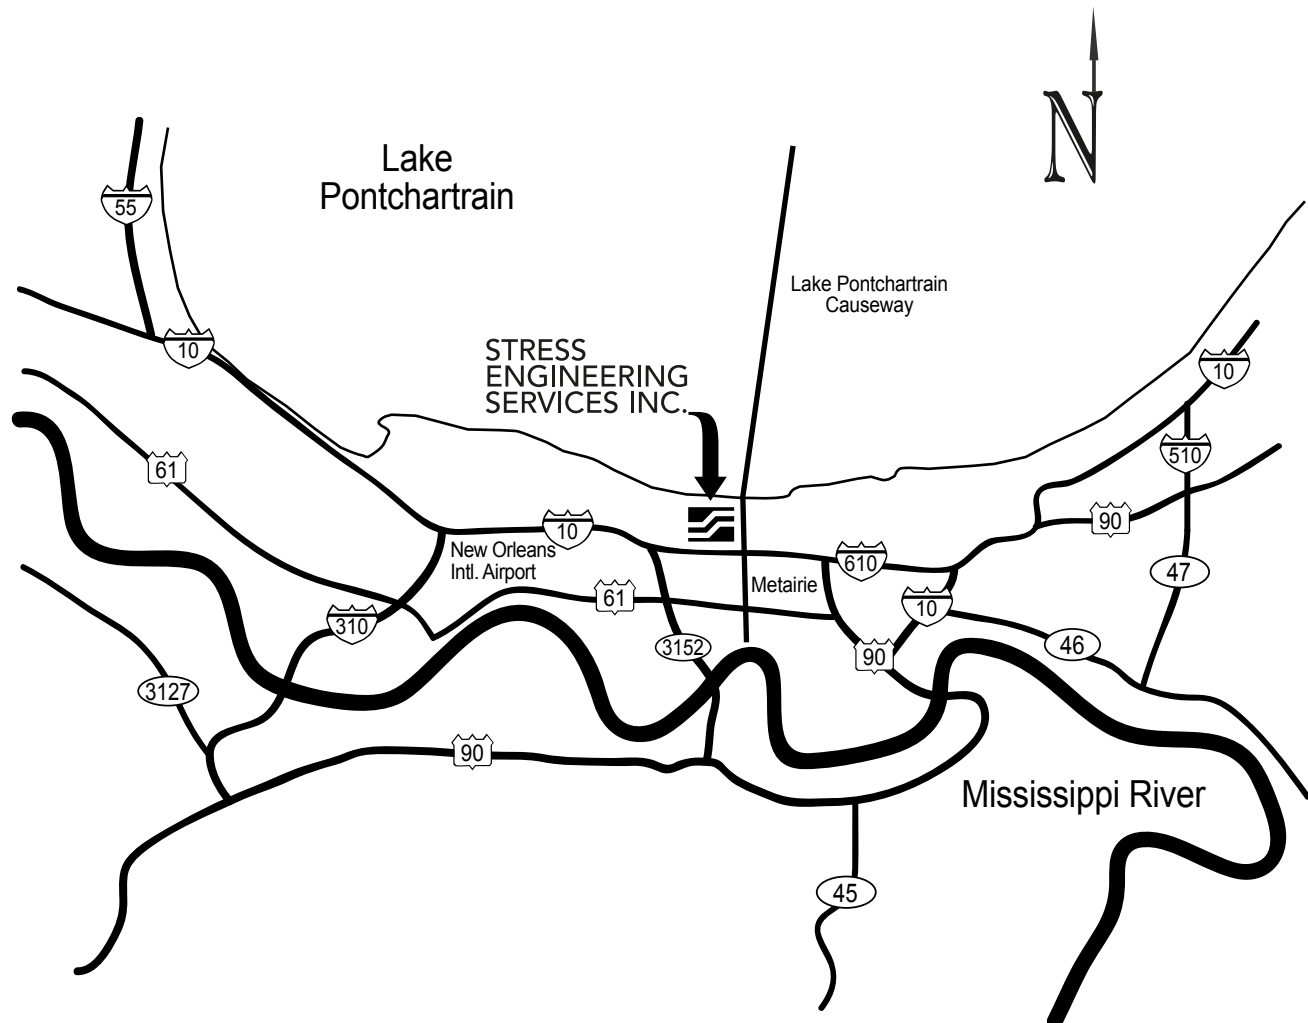 N
Lake
Pontchartrain
55
Lake Pontchartrain
Causeway
10
STRESS
ENGINEERING
SERVICES INC.
10
61
510
10
90
New Orleans
Intl. Airport
610
47
Metairie
61
10
310
3152
90
46
3127
90
Mississippi River
45